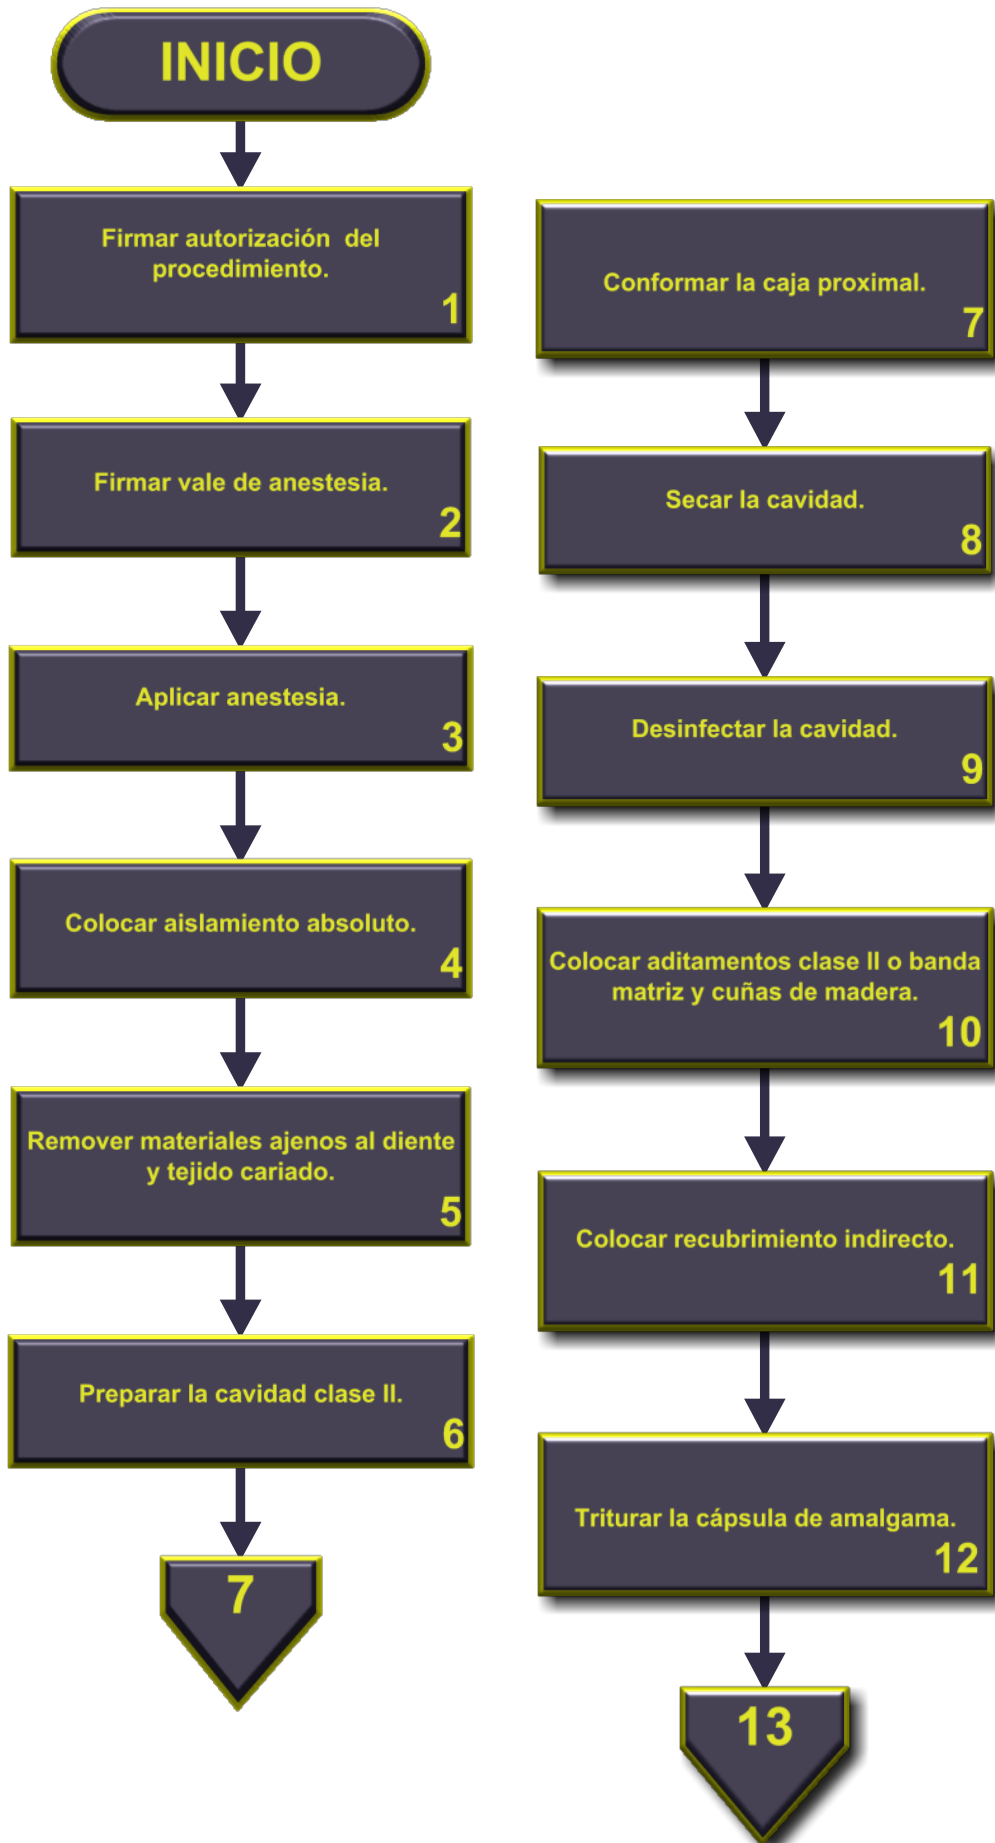 INICIO
Firmar autorización del
procedimiento.
1
Firmar vale de anestesia.
2
Aplicar anestesia.
3
Colocar aislamiento absoluto.
4
Remover materiales ajenos al diente
y tejido cariado.
5
Preparar la cavidad clase II.
6
7
Conformar la caja proximal.
7
Secar la cavidad.
8
Desinfectar la cavidad.
9
Colocar aditamentos clase II o banda
matriz y cuñas de madera.
10
Colocar recubrimiento indirecto.
11
Triturar la cápsula de amalgama.
12
13